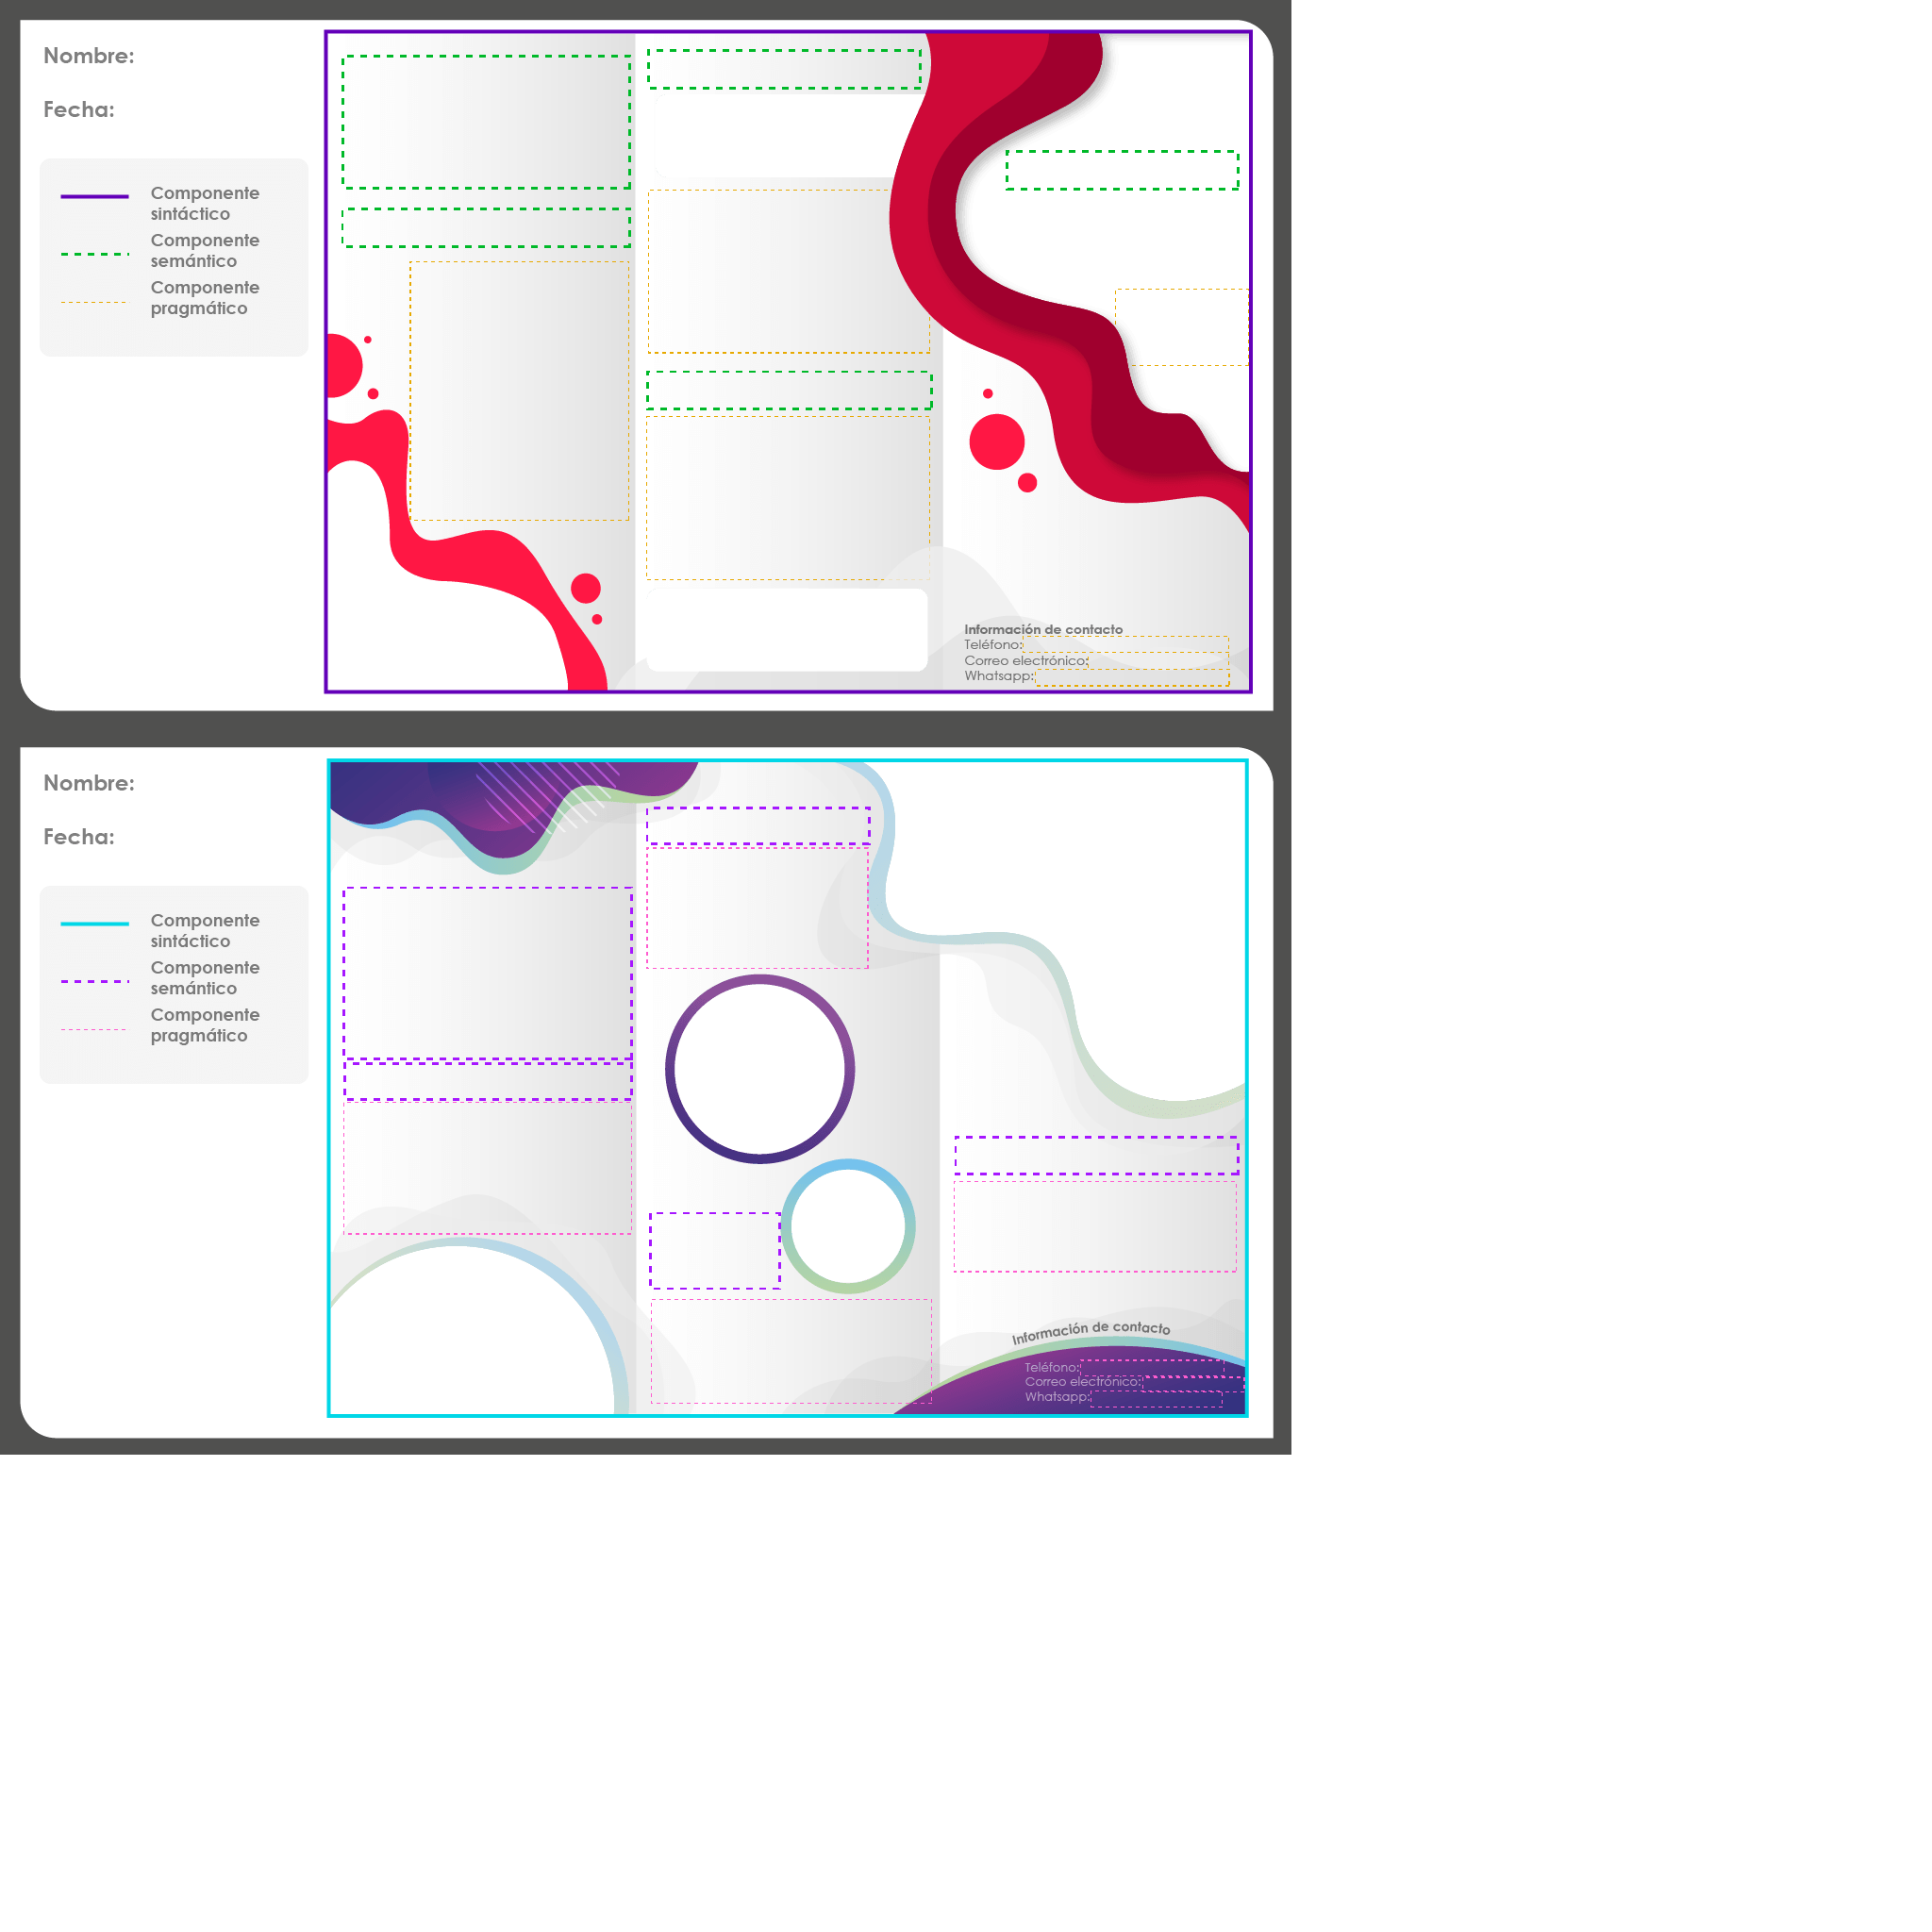 Nombre:
Fecha:
Componente
sintáctico
Componente
semántico
Componente
pragmático
Información de contacto
Teléfono:
Correo electrónico:
Whatsapp:
Nombre:
Fecha:
Componente
sintáctico
Componente
semántico
Componente
pragmático
Información de contacto
Teléfono:
Correo electrónico:
Whatsapp: